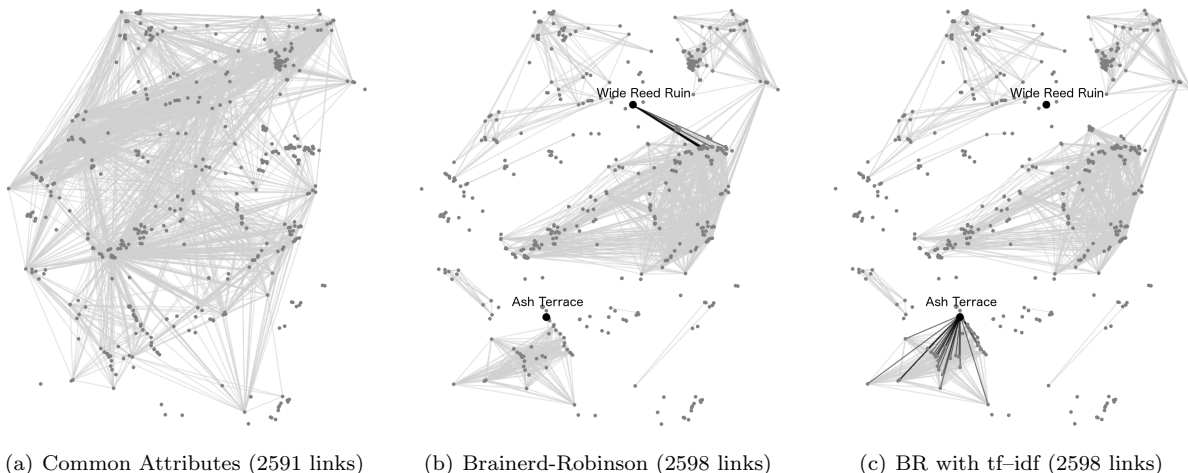 Wide Reed Ruin
Wide Reed Ruin
Ash Terrace
Ash Terrace
(a) Common Attributes (2591 links)
(b) Brainerd-Robinson (2598 links)
(c) BR with tf–idf (2598 links)